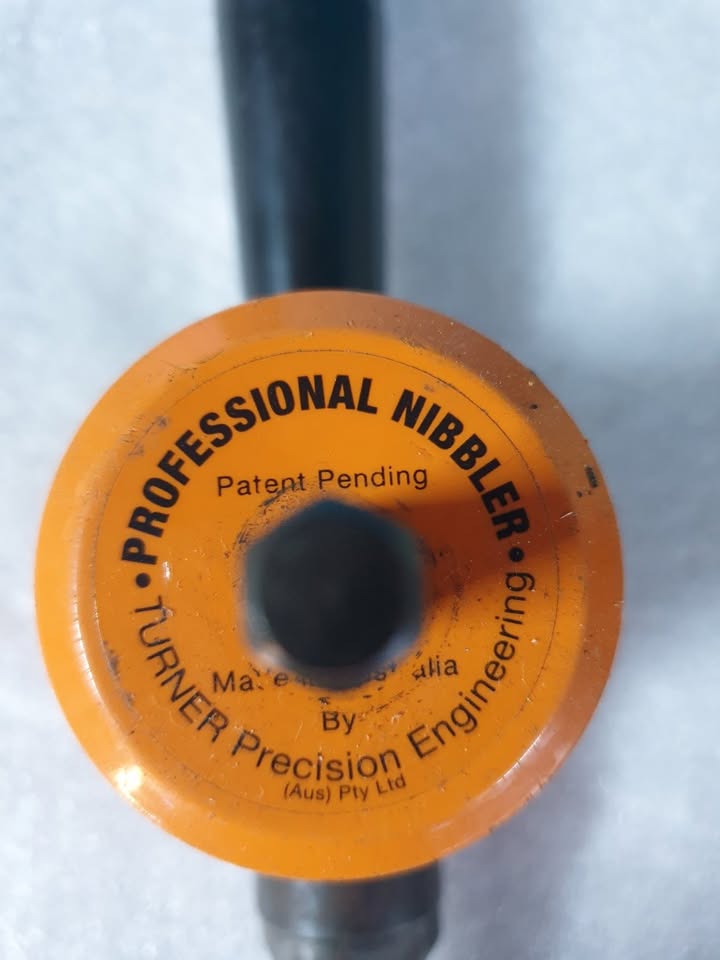 •PROFESSIONAL NIBBLER•
Patent Pending
By
TURNER Precision Engineering
(Aus) Pty Ltd